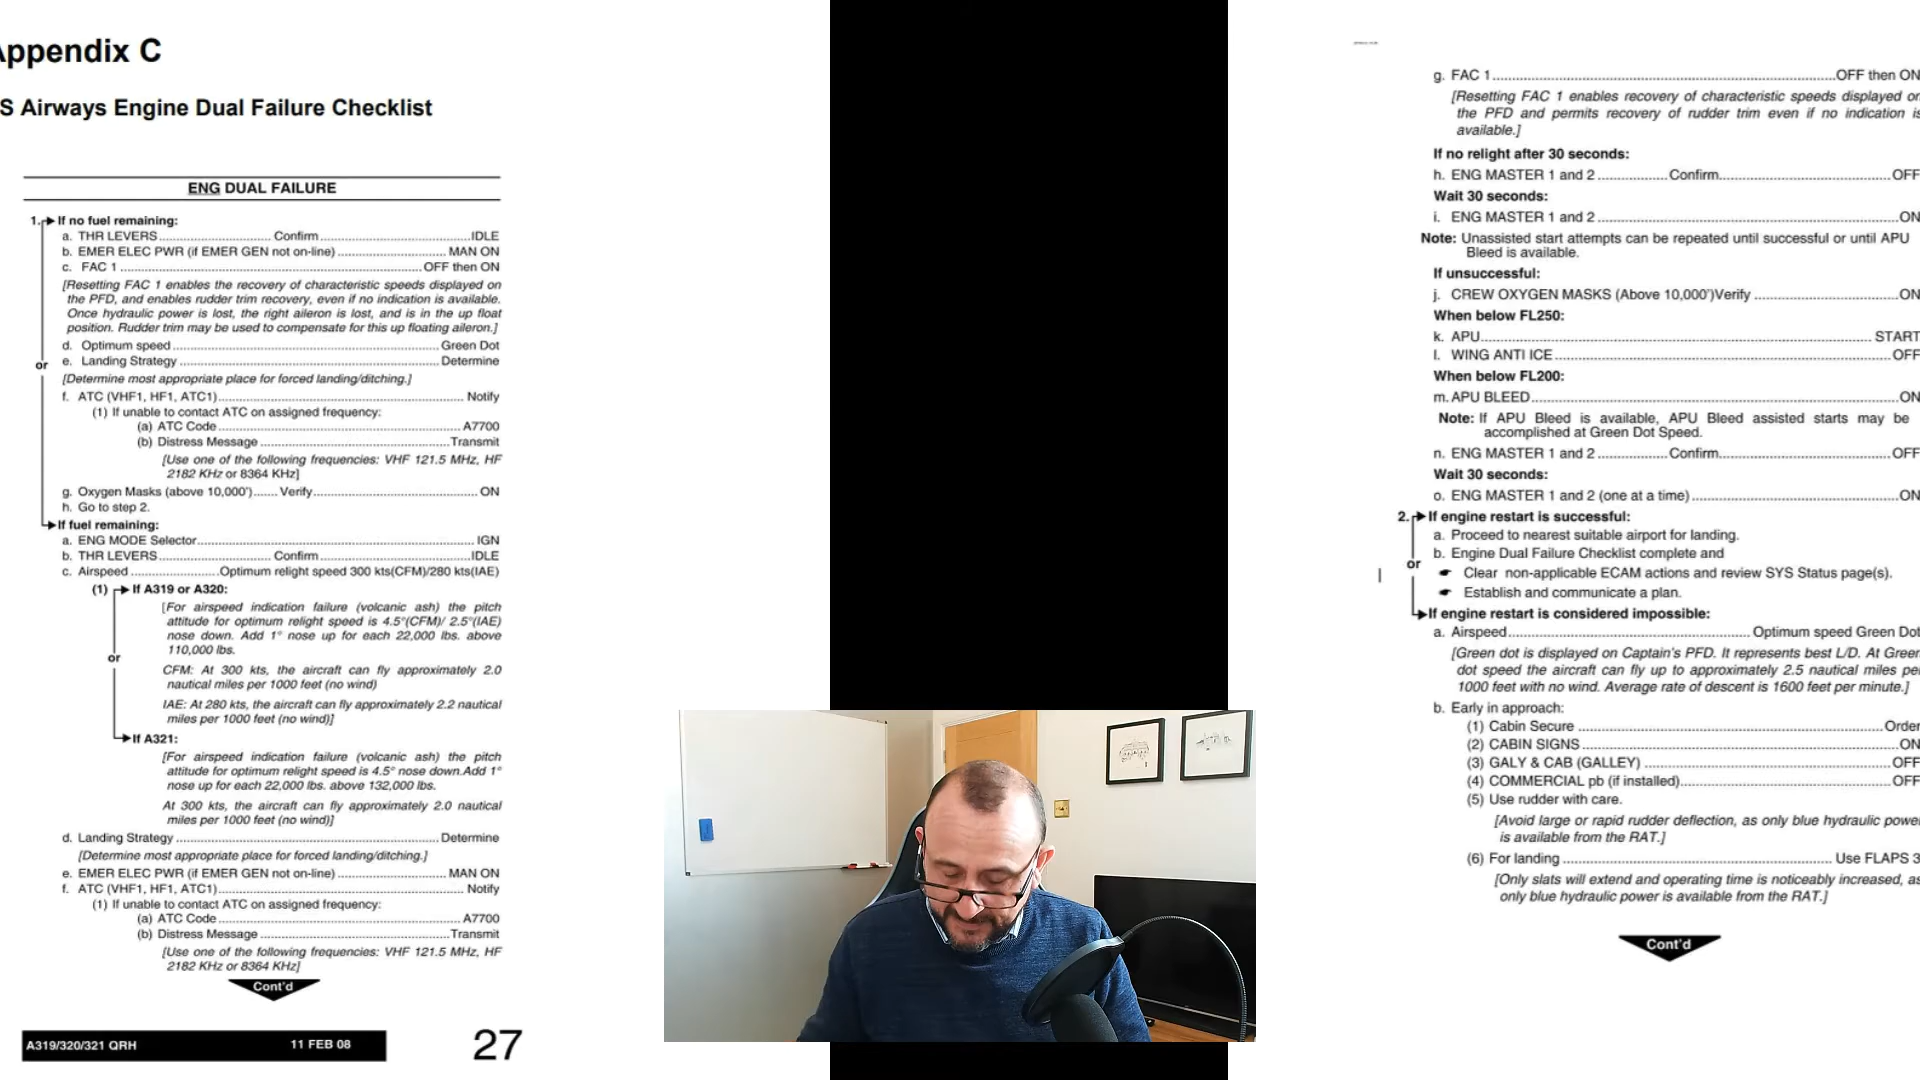 Appendix C
S Airways Engine Dual Failure Checklist
ENG DUAL FAILURE
1. If no fuel remaining:
a. THR LEVERS Confirm IDLE
b. EMER ELEC PWR (if EMER GEN not on-line) MAN ON
c. FAC 1 OFF then ON
[Resetting FAC 1 enables the recovery of characteristic speeds displayed on
the PFD, and enables rudder trim recovery, even if no indication is available.
Once hydraulic power is lost, the right aileron is lost, and is in the up float
position. Rudder trim may be used to compensate for this up floating aileron.]
d. Optimum speed Green Dot
or
e. Landing Strategy Determine
[Determine most appropriate place for forced landing/ditching.]
f. ATC (VHF1, HF1, ATC1) Notify
(1) If unable to contact ATC on assigned frequency:
(a) ATC Code A7700
(b) Distress Message Transmit
[Use one of the following frequencies: VHF 121.5 MHz, HF
2182 KHz or 8364 KHz]
g. Oxygen Masks (above 10,000') Verify ON
h. Go to step 2.
If fuel remaining:
a. ENG MODE Selector IGN
b. THR LEVERS Confirm IDLE
c. Airspeed Optimum relight speed 300 kts(CFM)/280 kts(IAE)
(1) If A319 or A320:
[For airspeed indication failure (volcanic ash) the pitch
attitude for optimum relight speed is 4.5°(CFM)/ 2.5°(IAE)
nose down. Add 1° nose up for each 22,000 lbs. above
110,000 lbs.
or
CFM: At 300 kts, the aircraft can fly approximately 2.0
nautical miles per 1000 feet (no wind)
IAE: At 280 kts, the aircraft can fly approximately 2.2 nautical
miles per 1000 feet (no wind)]
If A321:
[For airspeed indication failure (volcanic ash) the pitch
attitude for optimum relight speed is 4.5° nose down.Add 1°
nose up for each 22,000 lbs. above 132,000 lbs.
At 300 kts, the aircraft can fly approximately 2.0 nautical
miles per 1000 feet (no wind)]
d. Landing Strategy Determine
[Determine most appropriate place for forced landing/ditching.]
e. EMER ELEC PWR (if EMER GEN not on-line) MAN ON
f. ATC (VHF1, HF1, ATC1) Notify
(1) If unable to contact ATC on assigned frequency:
(a) ATC Code A7700
(b) Distress Message Transmit
[Use one of the following frequencies: VHF 121.5 MHz, HF
2182 KHz or 8364 KHz]
Cont'd
A319/320/321 QRH 11 FEB 08
27
g. FAC 1 OFF then ON
[Resetting FAC 1 enables recovery of characteristic speeds displayed on
the PFD and permits recovery of rudder trim even if no indication is
available.]
If no relight after 30 seconds:
h. ENG MASTER 1 and 2 Confirm OFF
Wait 30 seconds:
i. ENG MASTER 1 and 2 ON
Note: Unassisted start attempts can be repeated until successful or until APU
Bleed is available.
If unsuccessful:
j. CREW OXYGEN MASKS (Above 10,000')Verify ON
When below FL250:
k. APU START
l. WING ANTI ICE OFF
When below FL200:
m. APU BLEED ON
Note: If APU Bleed is available, APU Bleed assisted starts may be
accomplished at Green Dot Speed.
n. ENG MASTER 1 and 2 Confirm OFF
Wait 30 seconds:
o. ENG MASTER 1 and 2 (one at a time) ON
2. If engine restart is successful:
a. Proceed to nearest suitable airport for landing.
b. Engine Dual Failure Checklist complete and
or
Clear non-applicable ECAM actions and review SYS Status page(s).
Establish and communicate a plan.
If engine restart is considered impossible:
a. Airspeed Optimum speed Green Dot
[Green dot is displayed on Captain's PFD. It represents best L/D. At Green
dot speed the aircraft can fly up to approximately 2.5 nautical miles per
1000 feet with no wind. Average rate of descent is 1600 feet per minute.]
b. Early in approach:
(1) Cabin Secure Order
(2) CABIN SIGNS ON
(3) GALY & CAB (GALLEY) OFF
(4) COMMERCIAL pb (if installed) OFF
(5) Use rudder with care.
[Avoid large or rapid rudder deflection, as only blue hydraulic power
is available from the RAT.]
(6) For landing Use FLAPS 3
[Only slats will extend and operating time is noticeably increased, as
only blue hydraulic power is available from the RAT.]
Cont'd